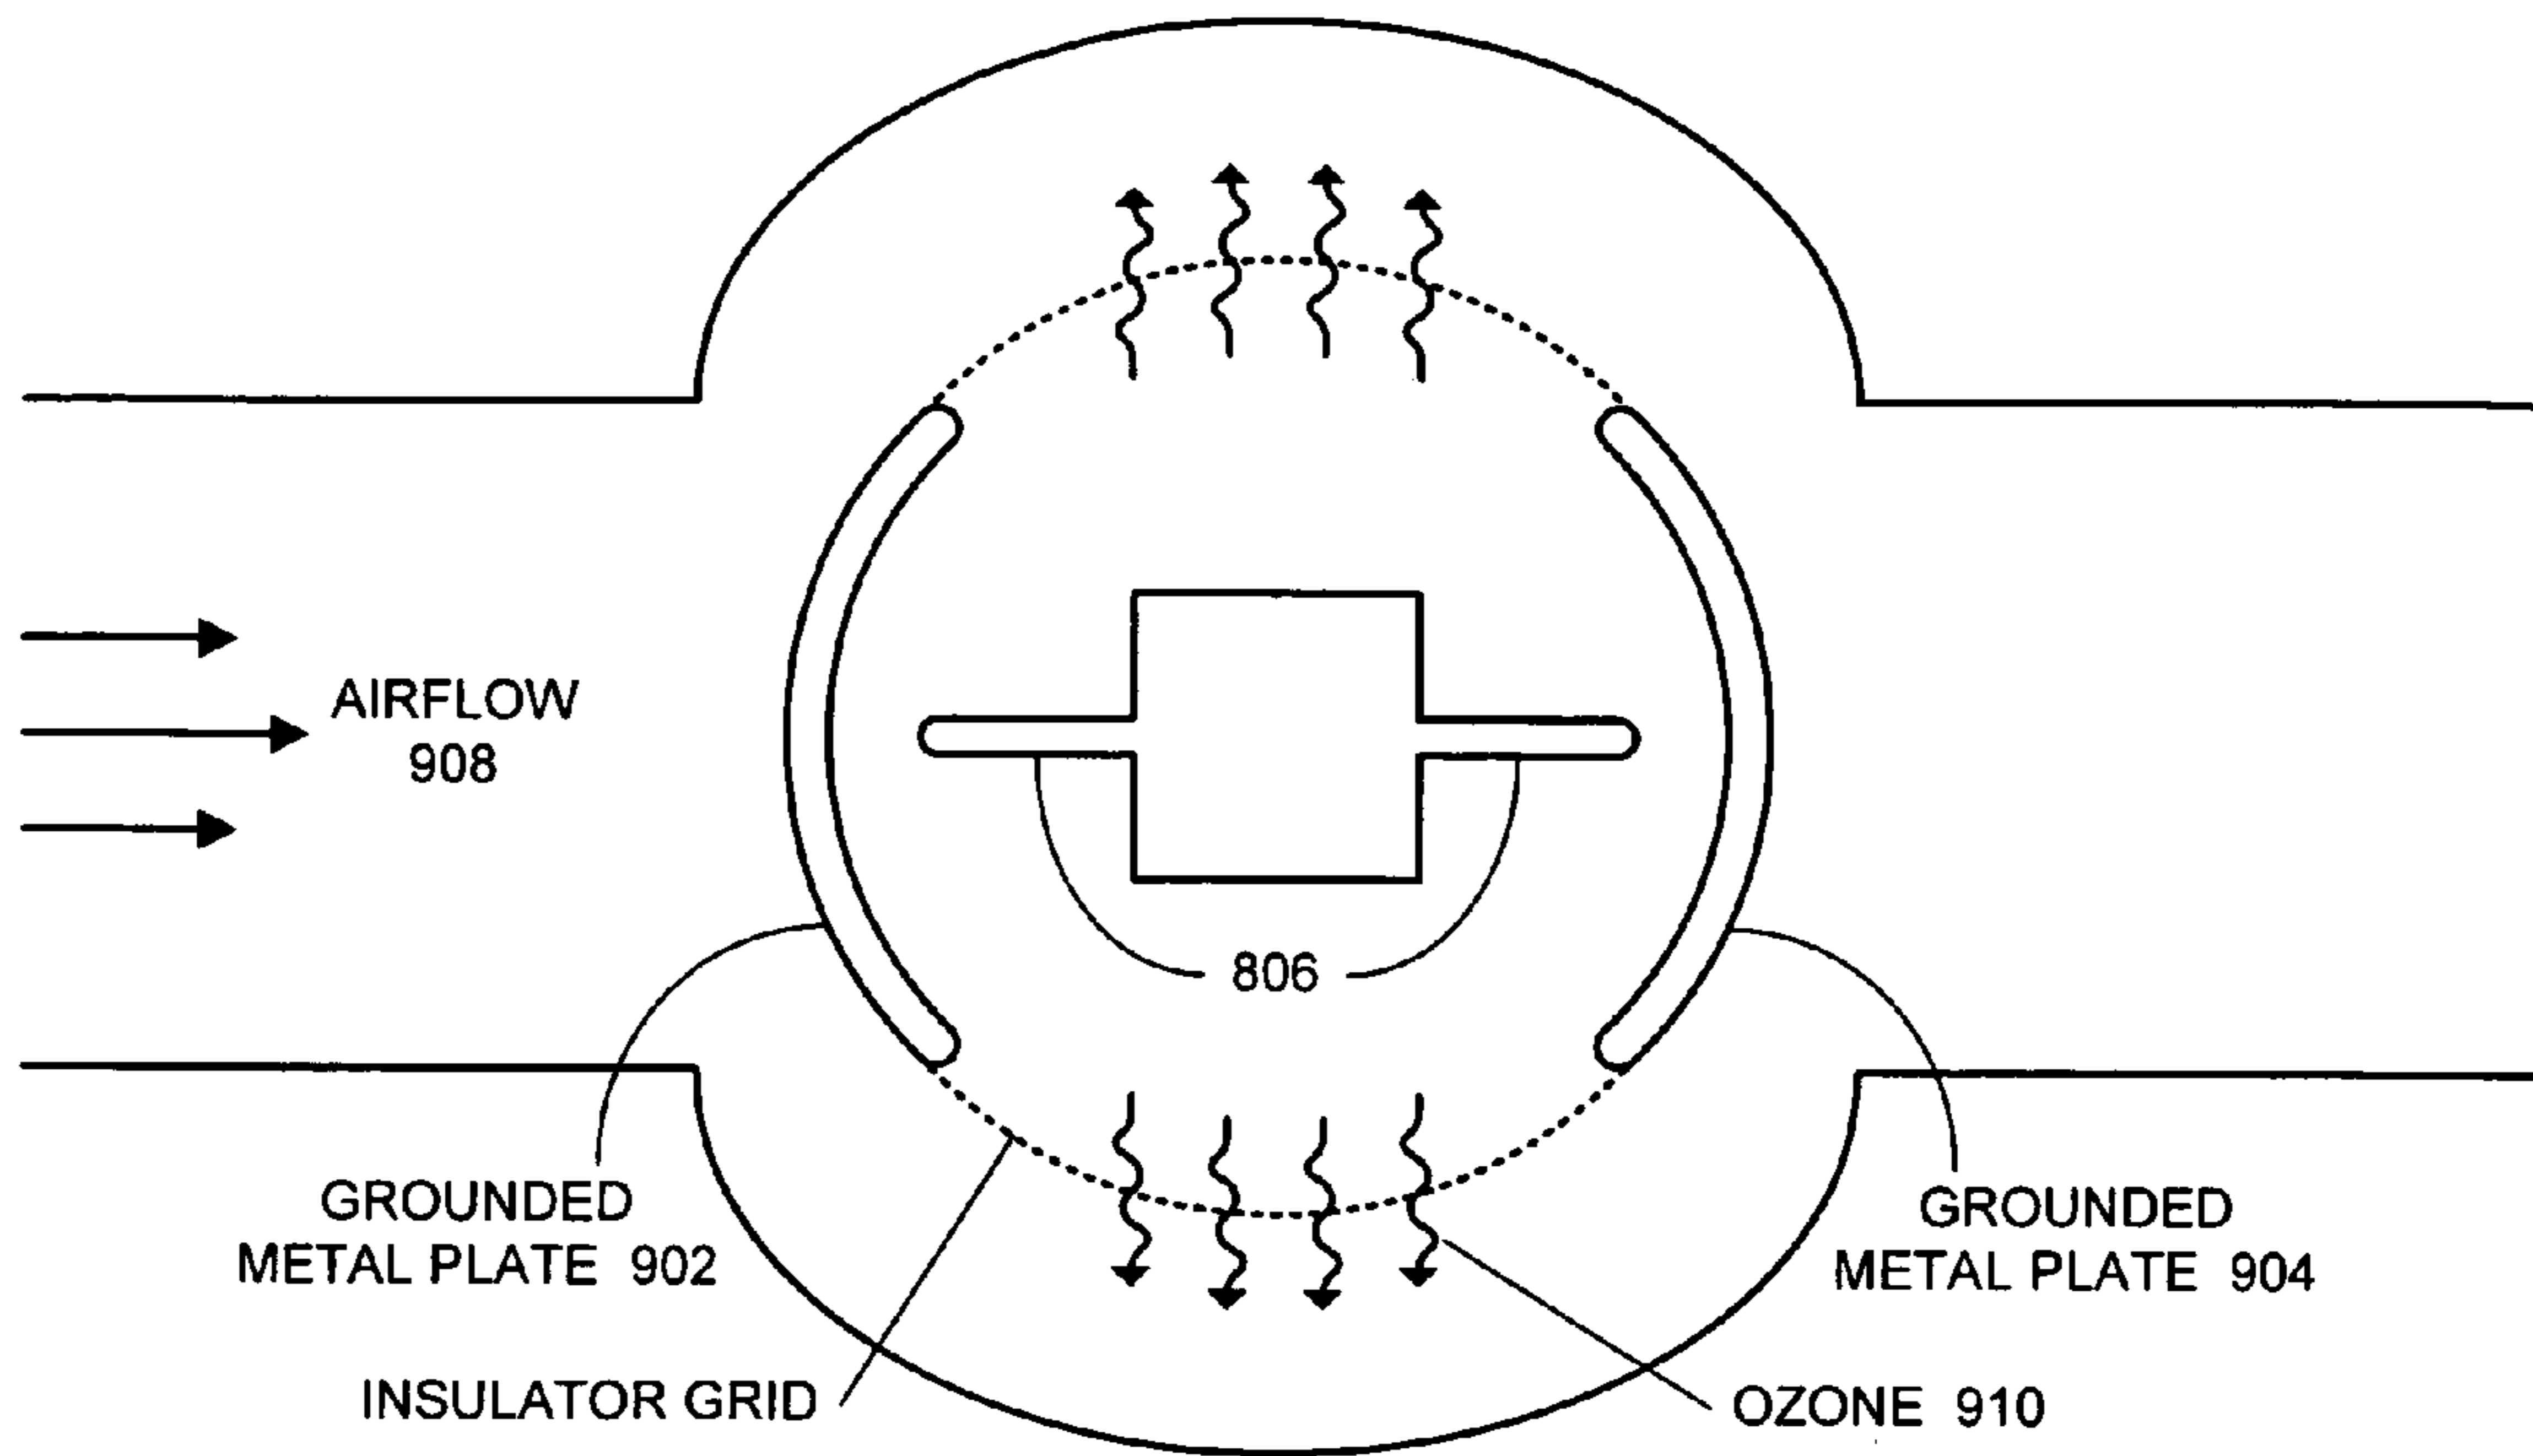 AIRFLOW
908
806
GROUNDED
METAL PLATE 902
GROUNDED
METAL PLATE 904
INSULATOR GRID
OZONE 910